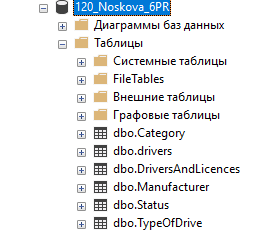 120_Noskova_6PR
Диаграммы баз данных
Таблицы
Системные таблицы
FileTables
Внешние таблицы
Графовые таблицы
dbo.Category
dbo.drivers
dbo.DriversAndLicences
dbo.Manufacturer
dbo.Status
dbo.TypeOfDrive